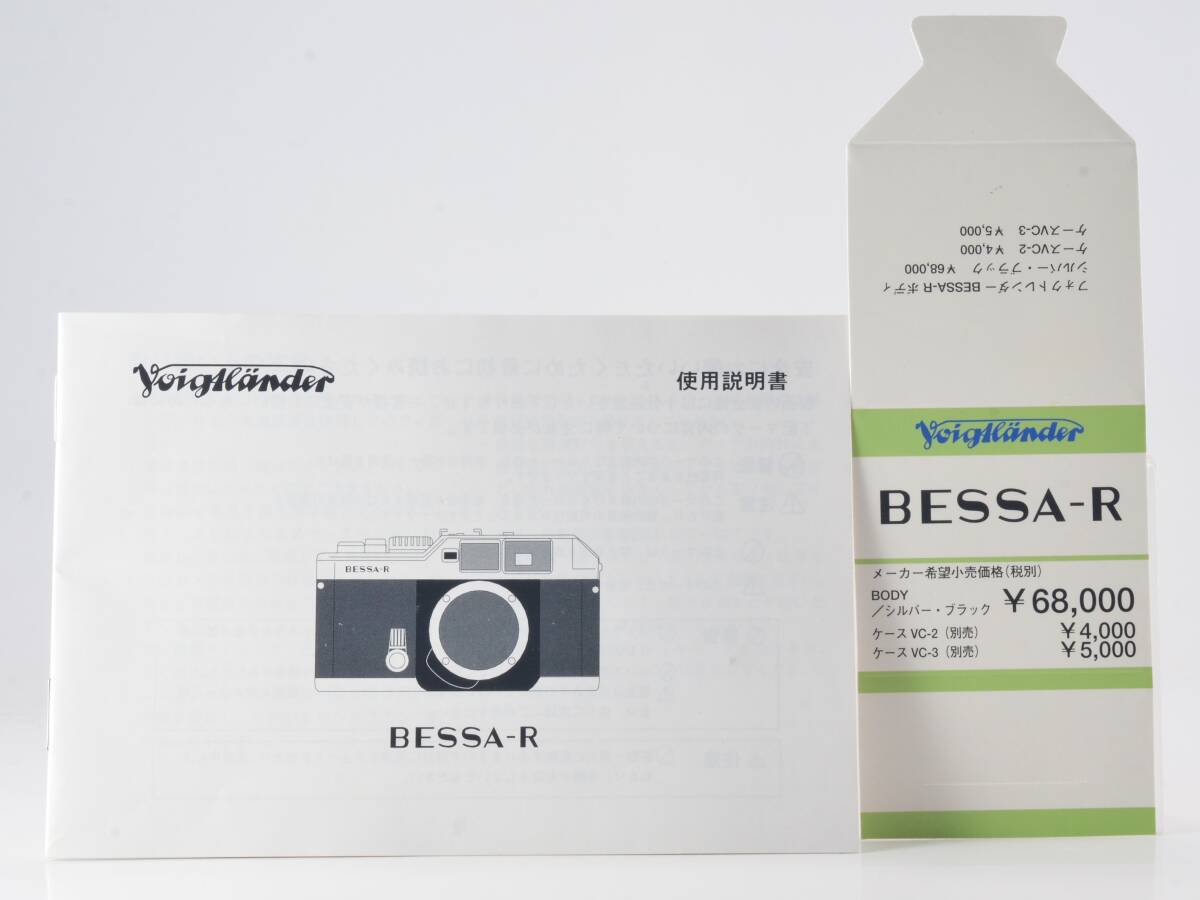 Voigtländer
使用説明書
BESSA-R
BESSA-R
フォクトレンダー BESSA-R ボディ
シルバー・ブラック ￥68,000
ケースVC-2 ￥4,000
ケースVC-3 ￥5,000
Voigtländer
BESSA-R
メーカー希望小売価格（税別）
BODY
／シルバー・ブラック ￥68,000
ケース VC-2（別売） ￥4,000
ケース VC-3（別売） ￥5,000